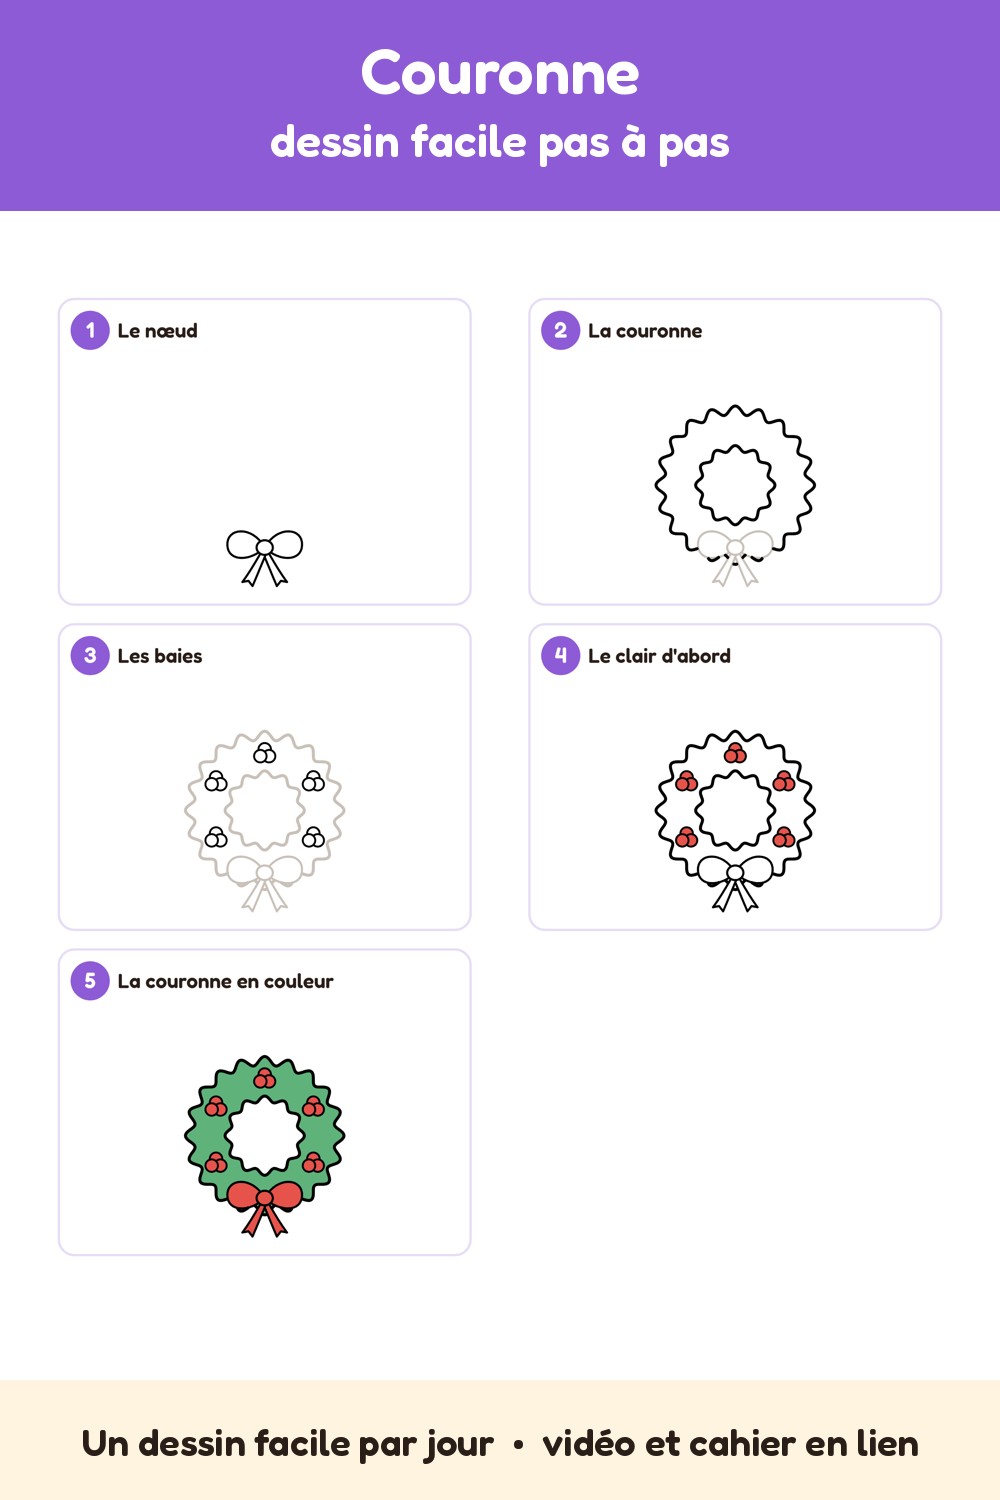 Couronne
dessin facile pas à pas
1 Le nœud
2 La couronne
3 Les baies
4 Le clair d'abord
5 La couronne en couleur
Un dessin facile par jour • vidéo et cahier en lien